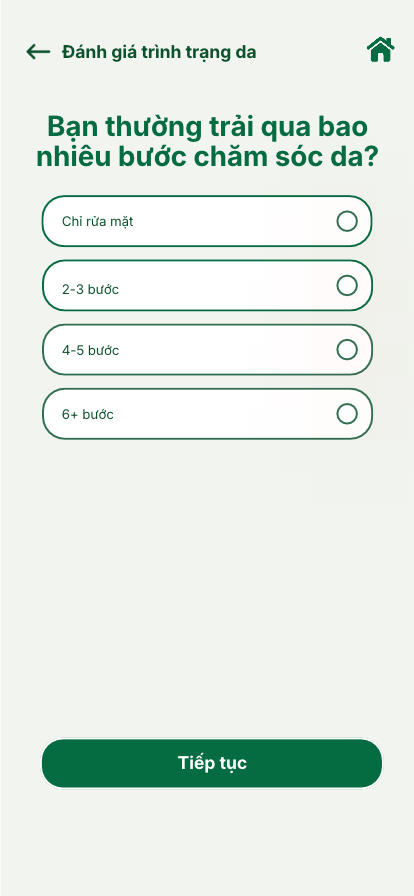 Đánh giá trình trạng da
Bạn thường trải qua bao
nhiêu bước chăm sóc da?
Chỉ rửa mặt
2-3 bước
4-5 bước
6+ bước
Tiếp tục